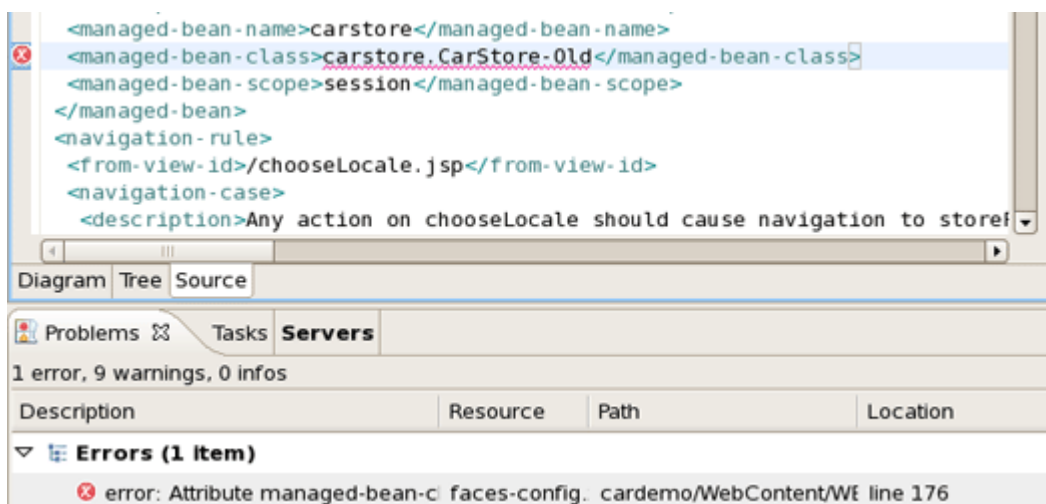 <managed-bean-name>carstore</managed-bean-name>
<managed-bean-class>carstore.CarStore-Old</managed-bean-class>
<managed-bean-scope>session</managed-bean-scope>
</managed-bean>
<navigation-rule>
<from-view-id>/chooseLocale.jsp</from-view-id>
<navigation-case>
<description>Any action on chooseLocale should cause navigation to storeF
Diagram Tree Source
Problems Tasks Servers
1 error, 9 warnings, 0 infos
Description Resource Path Location
Errors (1 item)
error: Attribute managed-bean-c faces-config. cardemo/WebContent/WE line 176